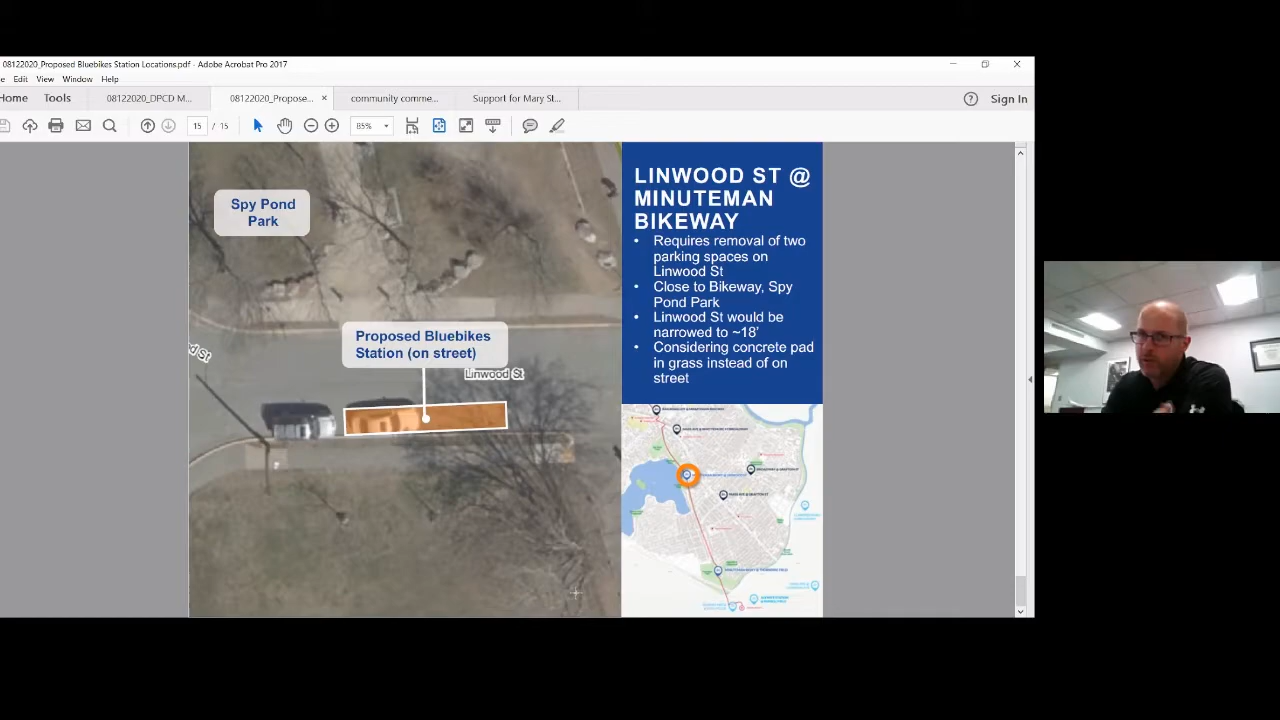 08122020_Proposed Bluebikes Station Locations.pdf - Adobe Acrobat Pro 2017
Edit View Window Help
Home Tools 08122020_DPCD M... 08122020_Propose... community comme... Support for Mary St... Sign In
15 / 15 85%
Spy Pond
Park
LINWOOD ST @
MINUTEMAN
BIKEWAY
• Requires removal of two
parking spaces on
Linwood St
• Close to Bikeway, Spy
Pond Park
• Linwood St would be
narrowed to ~18'
• Considering concrete pad
in grass instead of on
street
Proposed Bluebikes
Station (on street)
d St
Linwood St